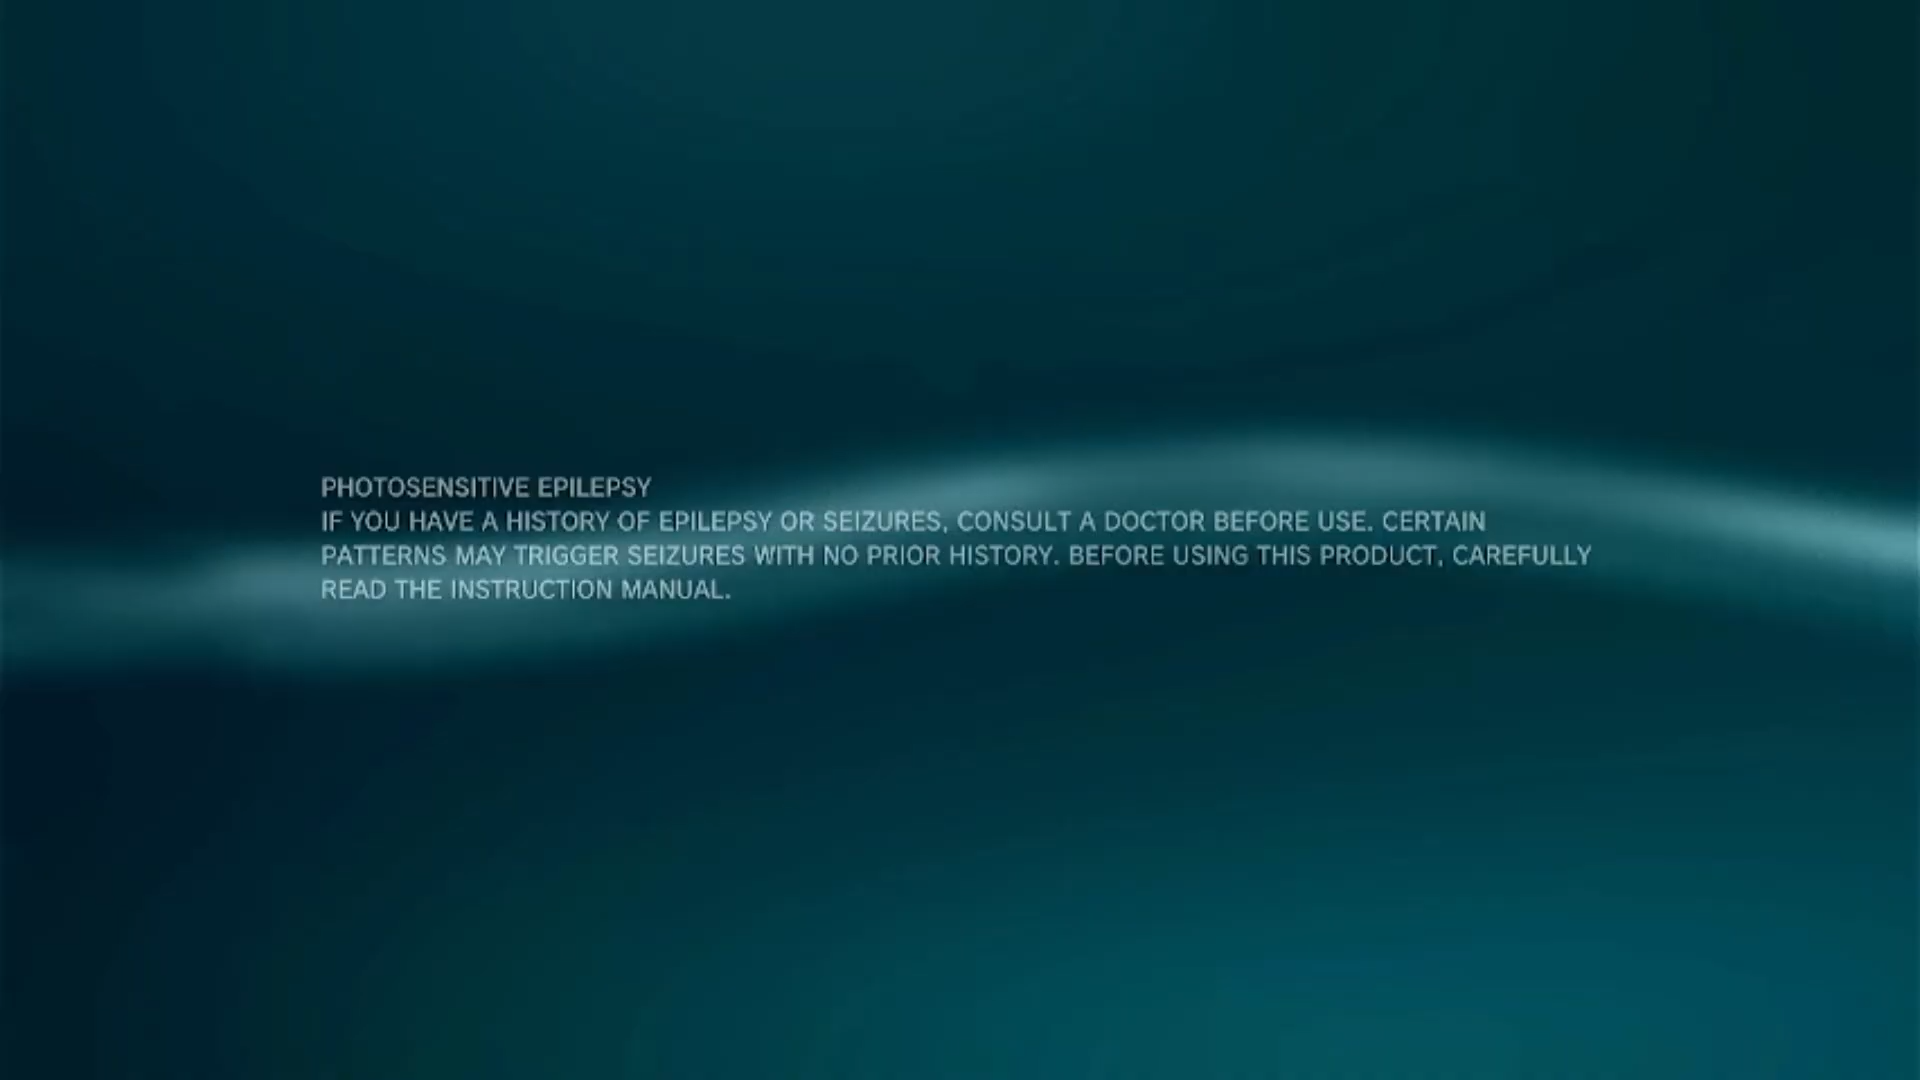 PHOTOSENSITIVE EPILEPSY
IF YOU HAVE A HISTORY OF EPILEPSY OR SEIZURES, CONSULT A DOCTOR BEFORE USE. CERTAIN
PATTERNS MAY TRIGGER SEIZURES WITH NO PRIOR HISTORY. BEFORE USING THIS PRODUCT, CAREFULLY
READ THE INSTRUCTION MANUAL.